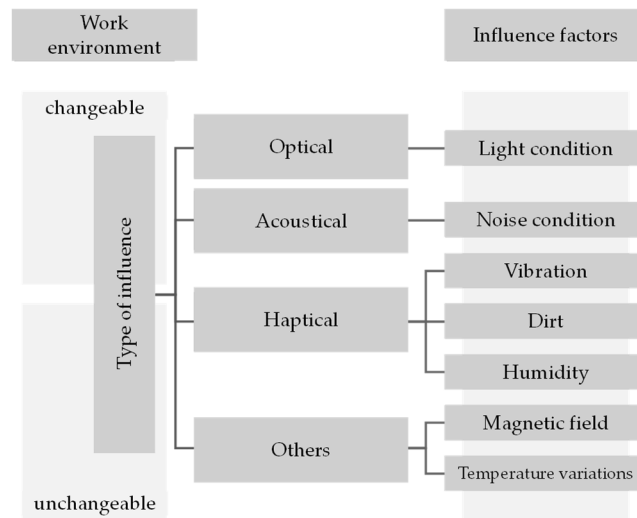 Work
environment
Influence factors
changeable
Type of influence
unchangeable
Optical
Light condition
Acoustical
Noise condition
Haptical
Vibration
Dirt
Humidity
Others
Magnetic field
Temperature variations